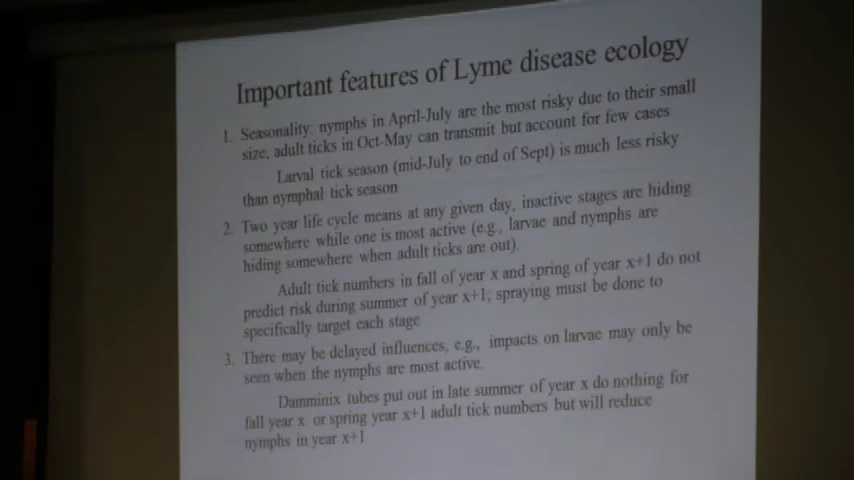 Important features of Lyme disease ecology
1. Seasonality: nymphs in April-July are the most risky due to their small
size, adult ticks in Oct-May can transmit but account for few cases
Larval tick season (mid-July to end of Sept) is much less risky
than nymphal tick season
2. Two year life cycle means at any given day, inactive stages are hiding
somewhere while one is most active (e.g., larvae and nymphs are
hiding somewhere when adult ticks are out).
Adult tick numbers in fall of year x and spring of year x+1 do not
predict risk during summer of year x+1; spraying must be done to
specifically target each stage
3. There may be delayed influences, e.g., impacts on larvae may only be
seen when the nymphs are most active.
Damminix tubes put out in late summer of year x do nothing for
fall year x or spring year x+1 adult tick numbers but will reduce
nymphs in year x+1